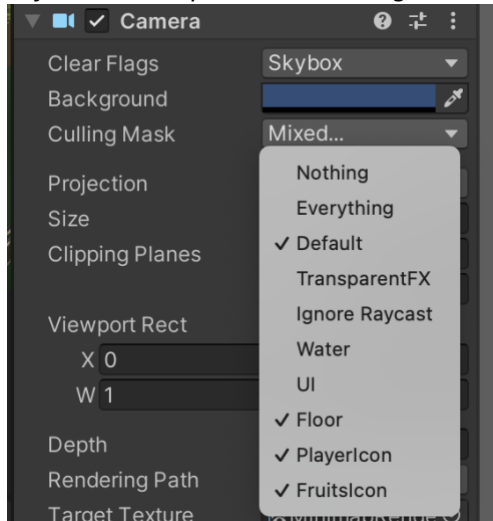 Camera
Clear Flags Skybox
Background
Culling Mask Mixed...
Nothing
Projection
Everything
Size
Default
Clipping Planes
TransparentFX
Ignore Raycast
Viewport Rect
Water
X 0
UI
W 1
Floor
Depth
PlayerIcon
Rendering Path
FruitsIcon
Target Texture